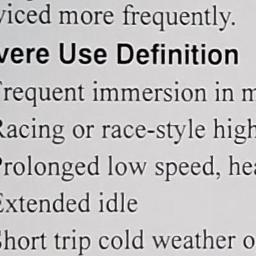 viced more frequently.
vere Use Definition
requent immersion in m
Racing or race-style high
Prolonged low speed, hea
Extended idle
Short trip cold weather o